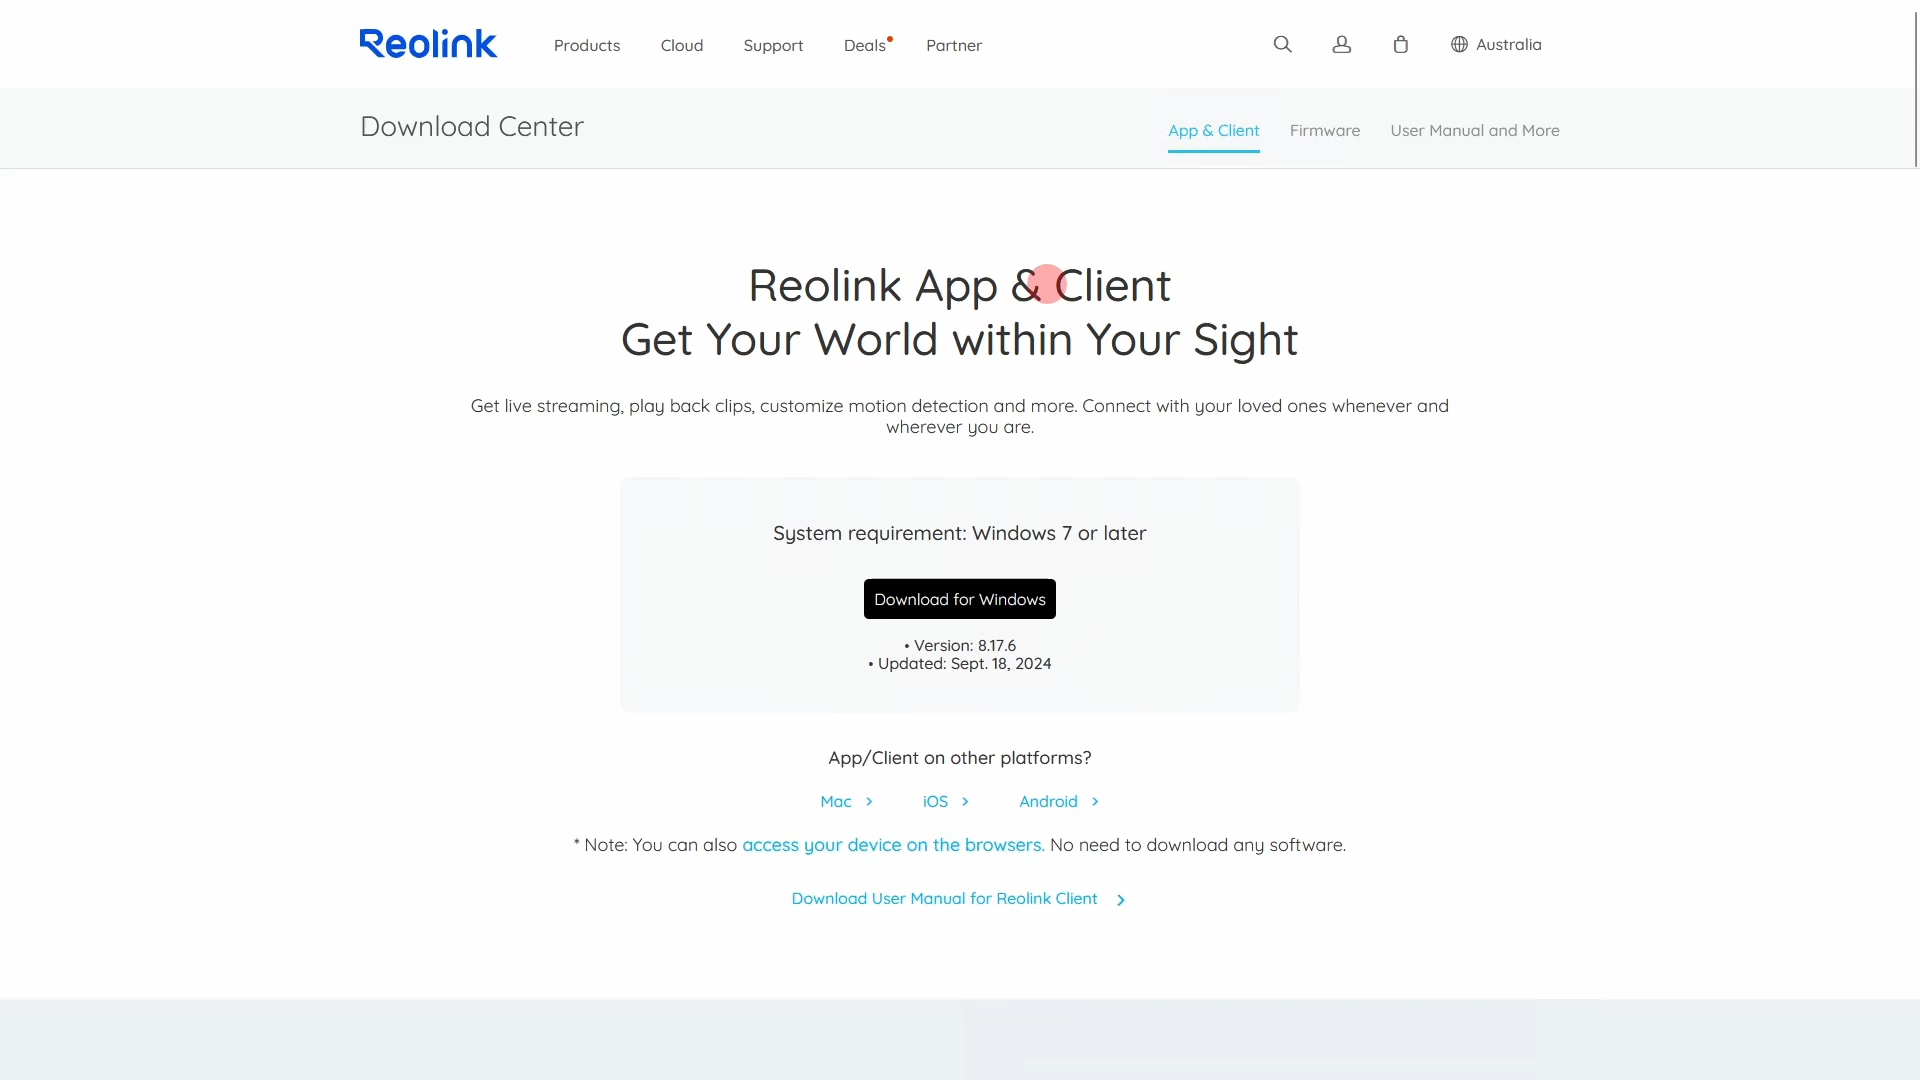 Reolink
Products
Cloud
Support
Deals
Partner
Australia
Download Center
App & Client
Firmware
User Manual and More
Reolink App & Client
Get Your World within Your Sight
Get live streaming, play back clips, customize motion detection and more. Connect with your loved ones whenever and
wherever you are.
System requirement: Windows 7 or later
Download for Windows
• Version: 8.17.6
• Updated: Sept. 18, 2024
App/Client on other platforms?
Mac
iOS
Android
* Note: You can also access your device on the browsers. No need to download any software.
Download User Manual for Reolink Client